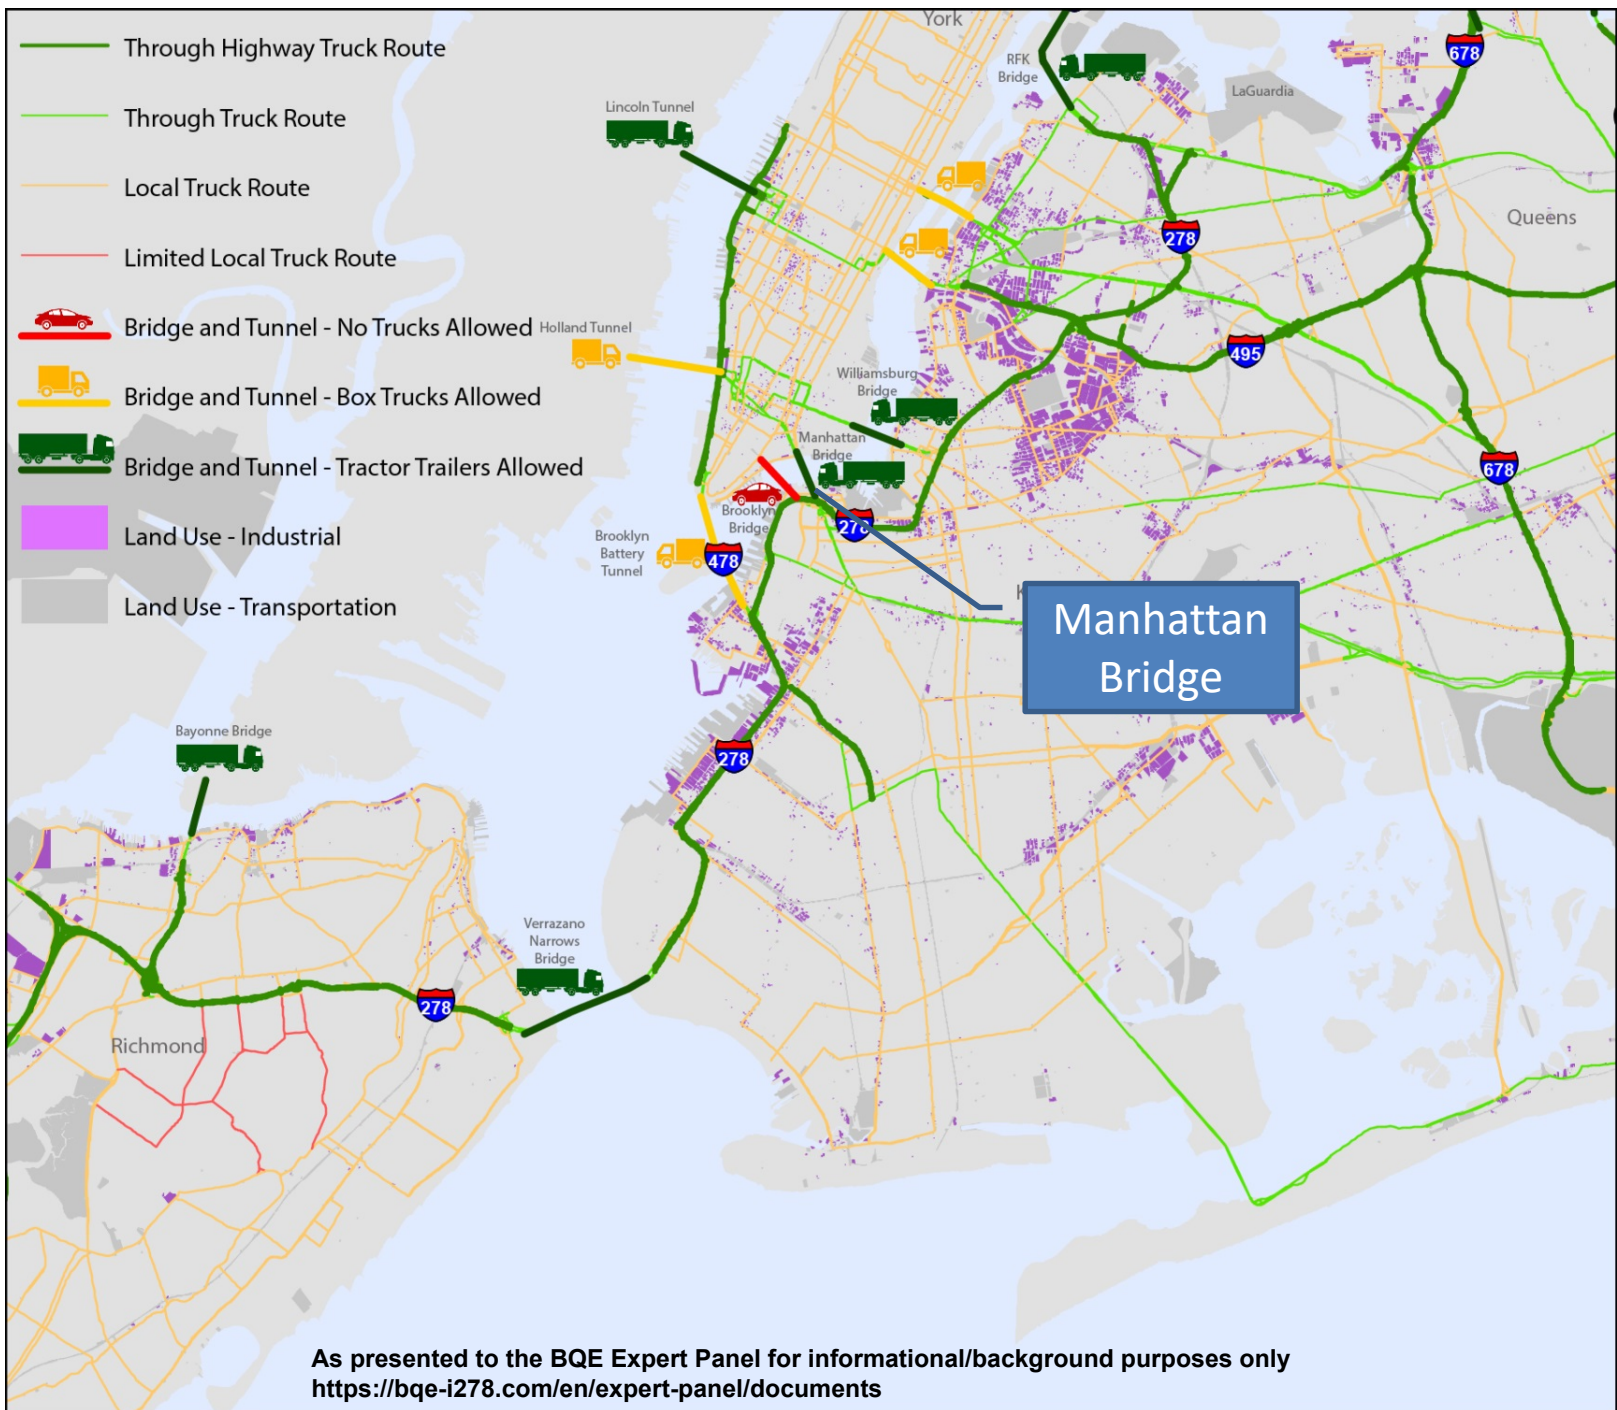 Through Highway Truck Route
Through Truck Route
Local Truck Route
Limited Local Truck Route
Bridge and Tunnel - No Trucks Allowed
Bridge and Tunnel - Box Trucks Allowed
Bridge and Tunnel - Tractor Trailers Allowed
Land Use - Industrial
Land Use - Transportation
York
RFK
Bridge
678
LaGuardia
Lincoln Tunnel
Queens
278
Holland Tunnel
495
Williamsburg
Bridge
Manhattan
Bridge
678
Brooklyn
Bridge
278
Brooklyn
Battery
Tunnel
478
K
Manhattan
Bridge
278
Bayonne Bridge
Verrazano
Narrows
Bridge
278
Richmond
As presented to the BQE Expert Panel for informational/background purposes only
https://bqe-i278.com/en/expert-panel/documents